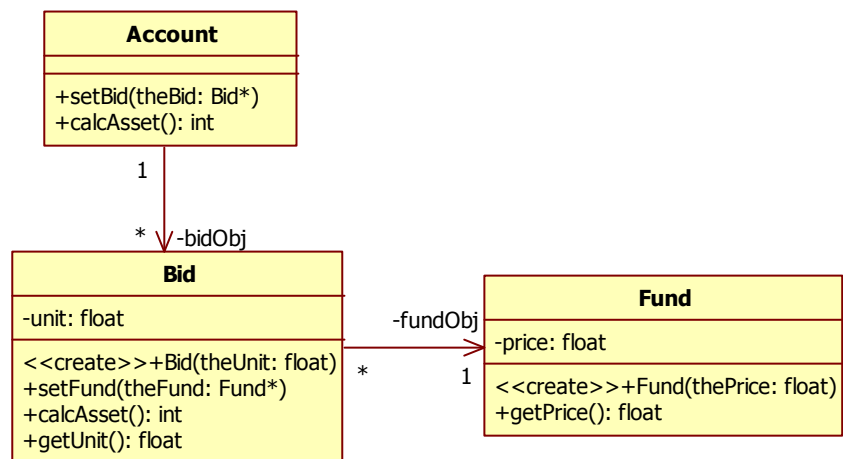 Account
+setBid(theBid: Bid*)
+calcAsset(): int
1
* -bidObj
Bid
-unit: float
<<create>>+Bid(theUnit: float)
+setFund(theFund: Fund*)
+calcAsset(): int
+getUnit(): float
-fundObj
* 1
Fund
-price: float
<<create>>+Fund(thePrice: float)
+getPrice(): float